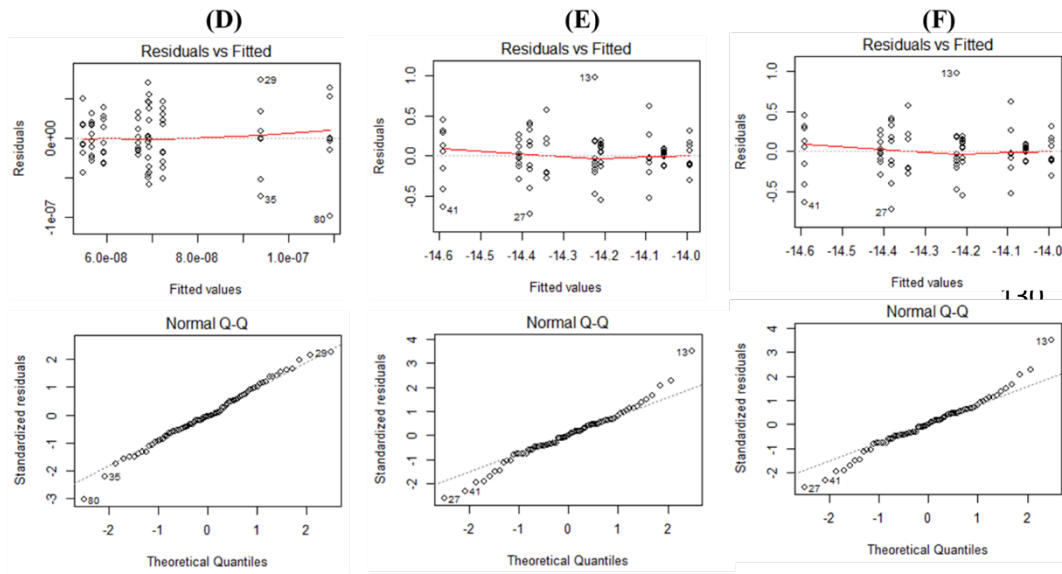 (D)
(E)
(F)
Residuals vs Fitted
Residuals
0e+00
-1e-07
29
35
80
6.0e-08
8.0e-08
1.0e-07
Fitted values
Residuals vs Fitted
Residuals
1.0
0.5
0.0
-0.5
13
41
27
-14.6 -14.5 -14.4 -14.3 -14.2 -14.1 -14.0
Fitted values
Residuals vs Fitted
Residuals
1.0
0.5
0.0
-0.5
13
41
27
-14.6 -14.5 -14.4 -14.3 -14.2 -14.1 -14.0
Fitted values
Normal Q-Q
Standardized residuals
2
1
0
-1
-2
-3
29
35
80
-2 -1 0 1 2
Theoretical Quantiles
Normal Q-Q
Standardized residuals
4
3
2
1
0
-1
-2
13
41
27
-2 -1 0 1 2
Theoretical Quantiles
Normal Q-Q
Standardized residuals
4
3
2
1
0
-1
-2
13
41
27
-2 -1 0 1 2
Theoretical Quantiles